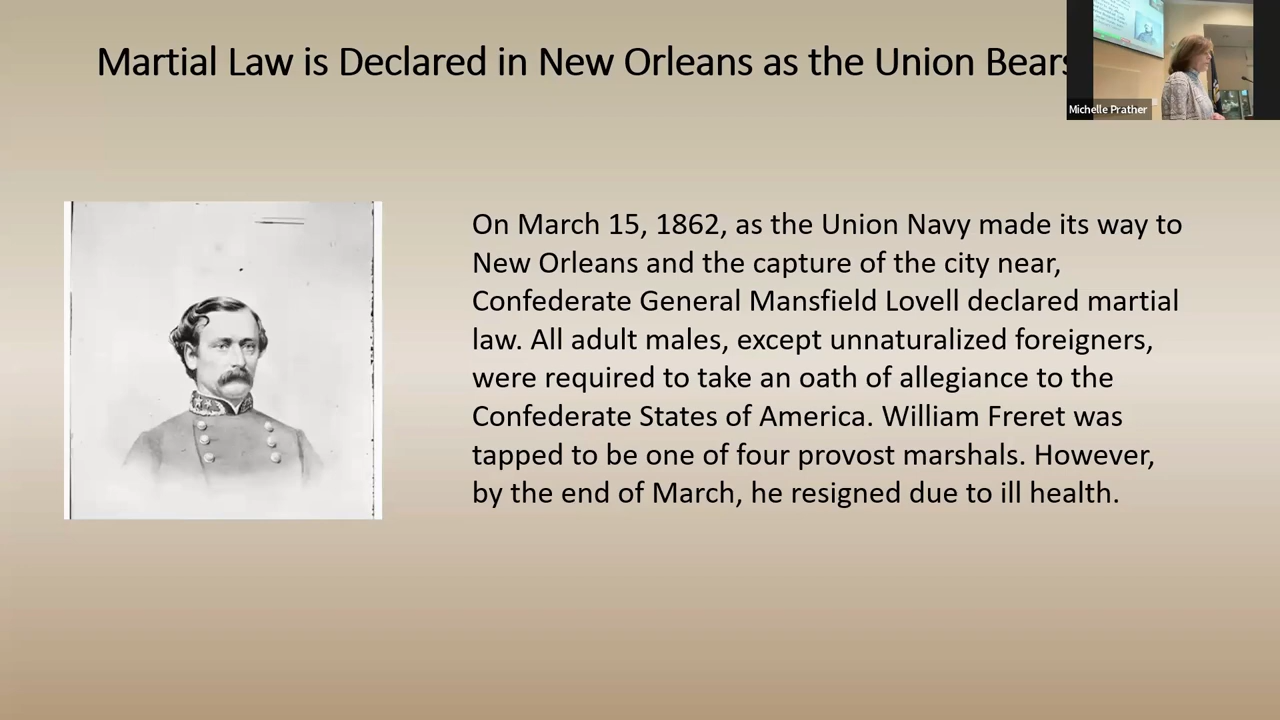 Martial Law is Declared in New Orleans as the Union Bears
Michelle Prather
On March 15, 1862, as the Union Navy made its way to
New Orleans and the capture of the city near,
Confederate General Mansfield Lovell declared martial
law. All adult males, except unnaturalized foreigners,
were required to take an oath of allegiance to the
Confederate States of America. William Freret was
tapped to be one of four provost marshals. However,
by the end of March, he resigned due to ill health.